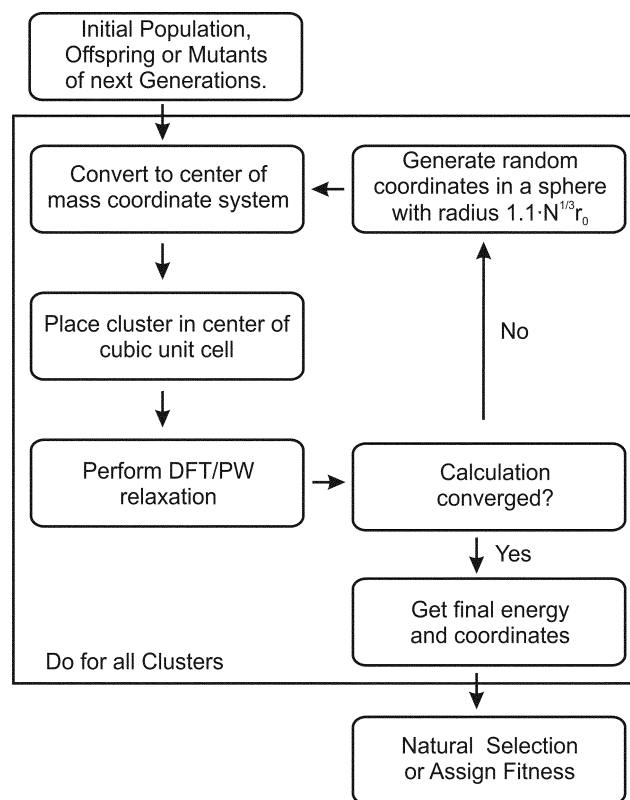 Initial Population,
Offspring or Mutants
of next Generations.
Convert to center of
mass coordinate system
Generate random
coordinates in a sphere
with radius 1.1·N^1/3 r_0
Place cluster in center of
cubic unit cell
No
Perform DFT/PW
relaxation
Calculation
converged?
Yes
Get final energy
and coordinates
Do for all Clusters
Natural Selection
or Assign Fitness